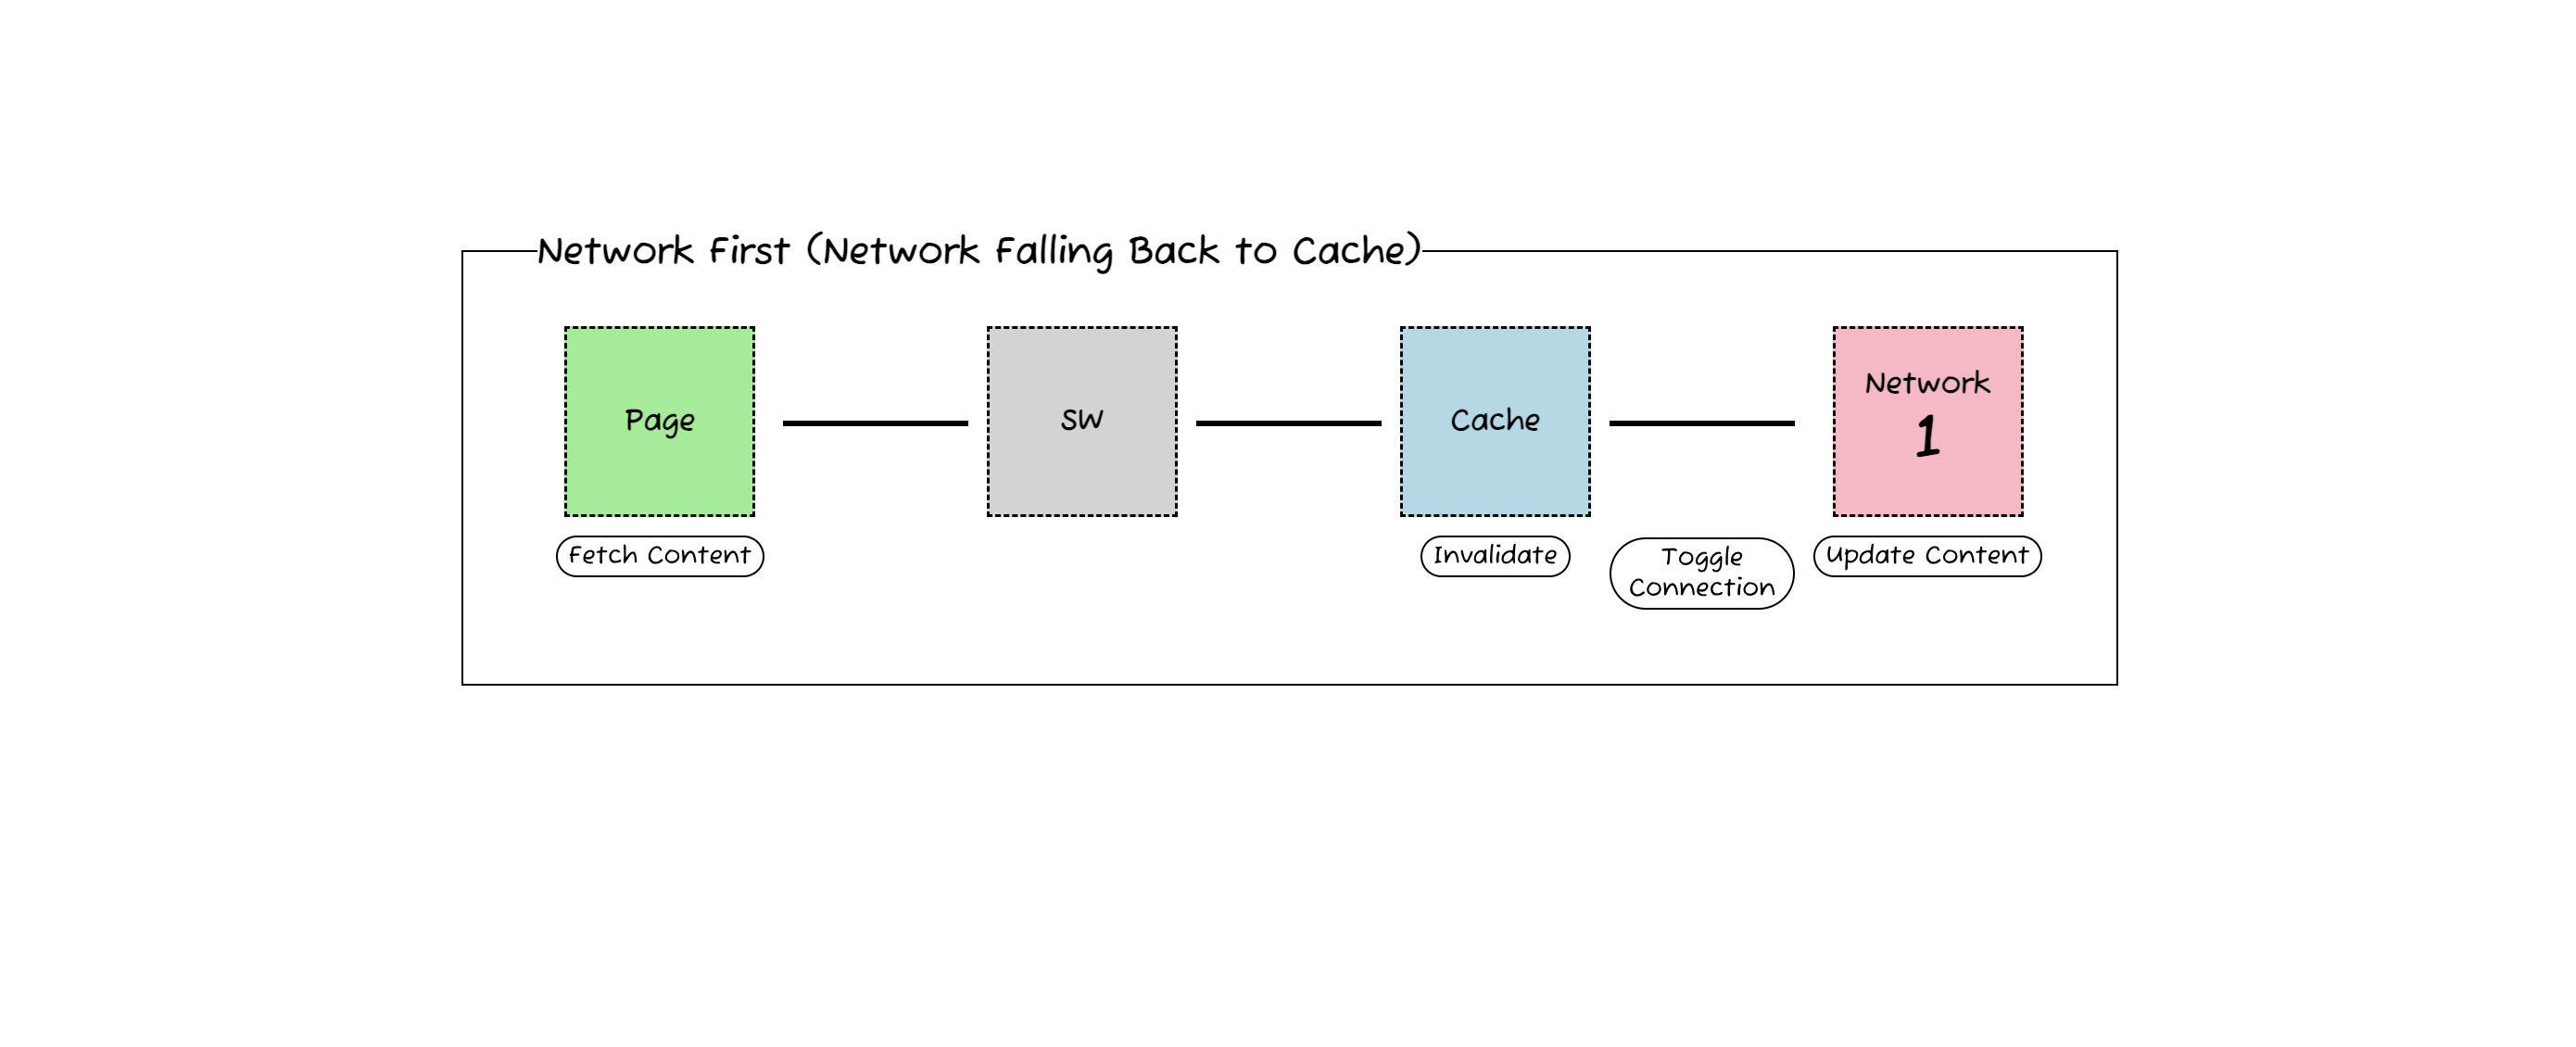 Network First (Network Falling Back to Cache)
Page
SW
Cache
Network
1
Fetch Content
Invalidate
Toggle
Connection
Update Content